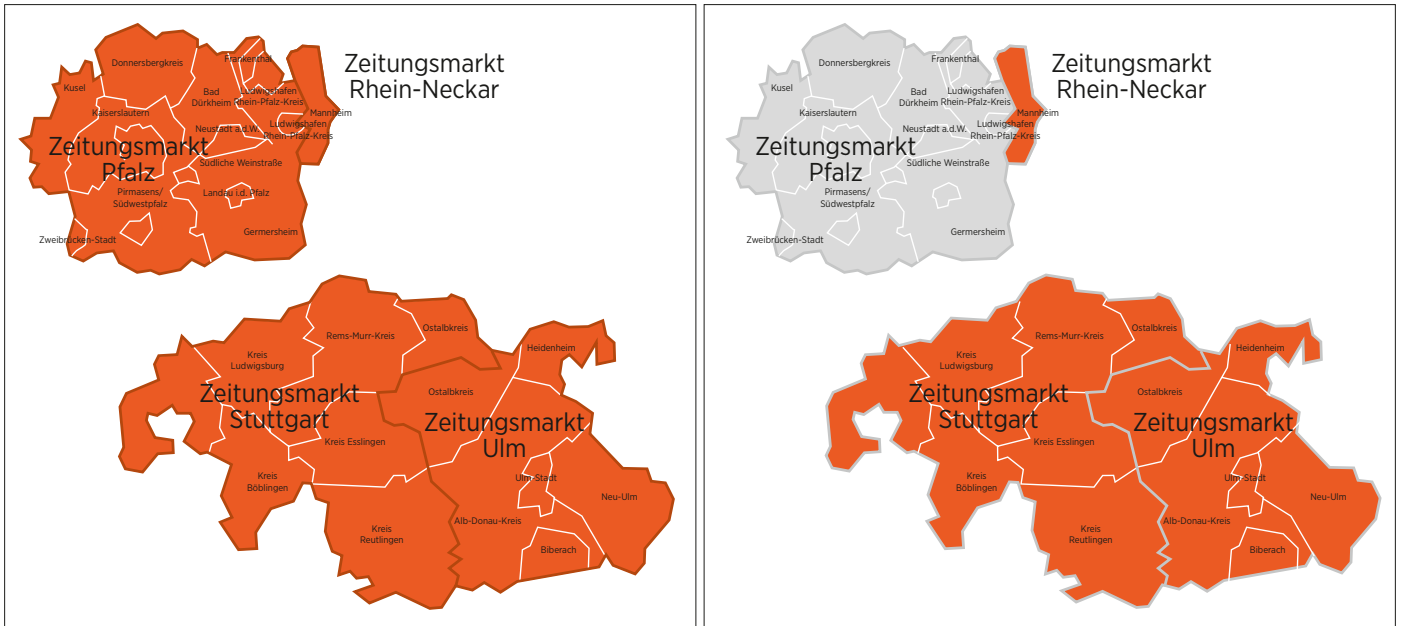 Zeitungsmarkt
Rhein-Neckar
Donnersbergkreis
Frankenthal
Kusel
Bad
Dürkheim
Ludwigshafen
Rhein-Pfalz-Kreis
Kaiserslautern
Mannheim
Neustadt a.d.W.
Ludwigshafen
Rhein-Pfalz-Kreis
Zeitungsmarkt
Pfalz
Südliche Weinstraße
Pirmasens/
Südwestpfalz
Landau i.d. Pfalz
Zweibrücken-Stadt
Germersheim
Ostalbkreis
Rems-Murr-Kreis
Heidenheim
Kreis
Ludwigsburg
Zeitungsmarkt
Stuttgart
Ostalbkreis
Zeitungsmarkt
Ulm
Kreis Esslingen
Kreis
Böblingen
Ulm-Stadt
Neu-Ulm
Kreis
Reutlingen
Alb-Donau-Kreis
Biberach
Zeitungsmarkt
Rhein-Neckar
Donnersbergkreis
Frankenthal
Kusel
Bad
Dürkheim
Ludwigshafen
Rhein-Pfalz-Kreis
Kaiserslautern
Mannheim
Neustadt a.d.W.
Ludwigshafen
Rhein-Pfalz-Kreis
Zeitungsmarkt
Pfalz
Südliche Weinstraße
Pirmasens/
Südwestpfalz
Landau i.d. Pfalz
Zweibrücken-Stadt
Germersheim
Ostalbkreis
Rems-Murr-Kreis
Heidenheim
Kreis
Ludwigsburg
Zeitungsmarkt
Stuttgart
Ostalbkreis
Zeitungsmarkt
Ulm
Kreis Esslingen
Kreis
Böblingen
Ulm-Stadt
Neu-Ulm
Kreis
Reutlingen
Alb-Donau-Kreis
Biberach